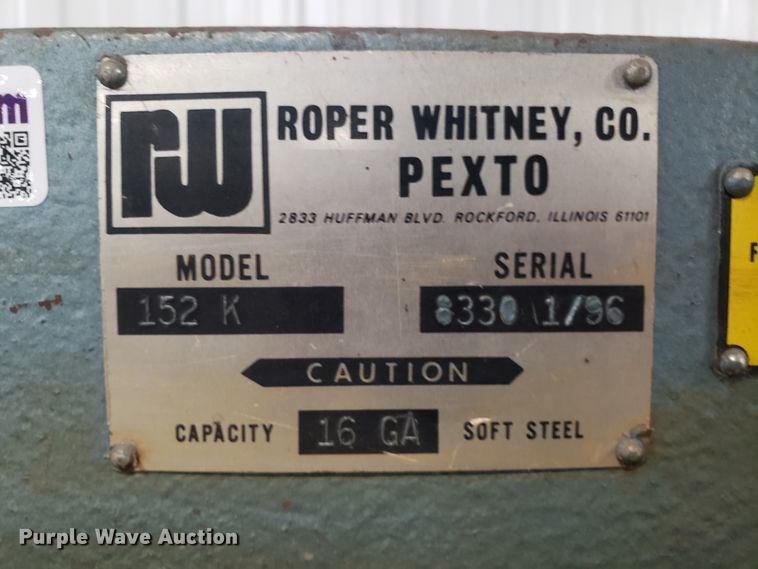 m
rw
ROPER WHITNEY, CO.
PEXTO
2833 HUFFMAN BLVD. ROCKFORD, ILLINOIS 61101
MODEL SERIAL
152 K 8330 1/96
CAUTION
CAPACITY 16 GA SOFT STEEL
F
Purple Wave Auction®